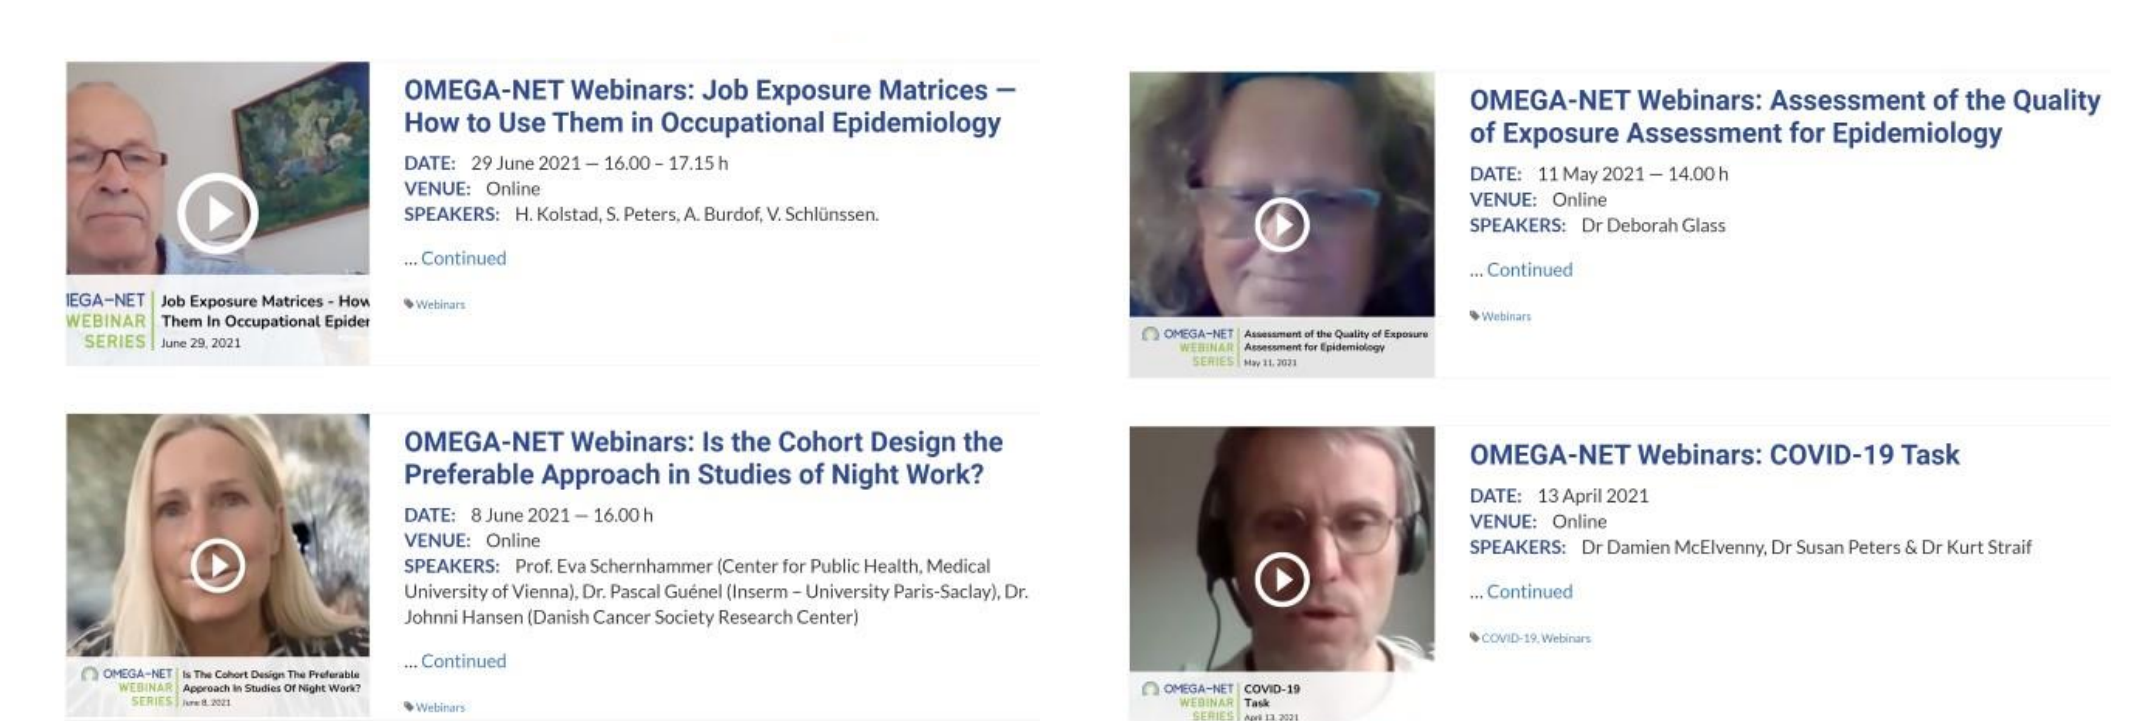 OMEGA-NET Webinars: Job Exposure Matrices —
How to Use Them in Occupational Epidemiology
DATE: 29 June 2021 — 16.00 – 17.15 h
VENUE: Online
SPEAKERS: H. Kolstad, S. Peters, A. Burdof, V. Schlünssen.
... Continued
Webinars
IEGA-NET
WEBINAR
SERIES
Job Exposure Matrices - How
Them In Occupational Epider
June 29, 2021
OMEGA-NET Webinars: Is the Cohort Design the
Preferable Approach in Studies of Night Work?
DATE: 8 June 2021 — 16.00 h
VENUE: Online
SPEAKERS: Prof. Eva Schernhammer (Center for Public Health, Medical
University of Vienna), Dr. Pascal Guénel (Inserm – University Paris-Saclay), Dr.
Johnni Hansen (Danish Cancer Society Research Center)
... Continued
Webinars
OMEGA-NET
WEBINAR
SERIES
Is The Cohort Design The Preferable
Approach In Studies Of Night Work?
June 8, 2021
OMEGA-NET Webinars: Assessment of the Quality
of Exposure Assessment for Epidemiology
DATE: 11 May 2021 — 14.00 h
VENUE: Online
SPEAKERS: Dr Deborah Glass
... Continued
Webinars
OMEGA-NET
WEBINAR
SERIES
Assessment of the Quality of Exposure
Assessment for Epidemiology
May 11, 2021
OMEGA-NET Webinars: COVID-19 Task
DATE: 13 April 2021
VENUE: Online
SPEAKERS: Dr Damien McElvenny, Dr Susan Peters & Dr Kurt Straif
... Continued
COVID-19, Webinars
OMEGA-NET
WEBINAR
SERIES
COVID-19
Task
April 13, 2021